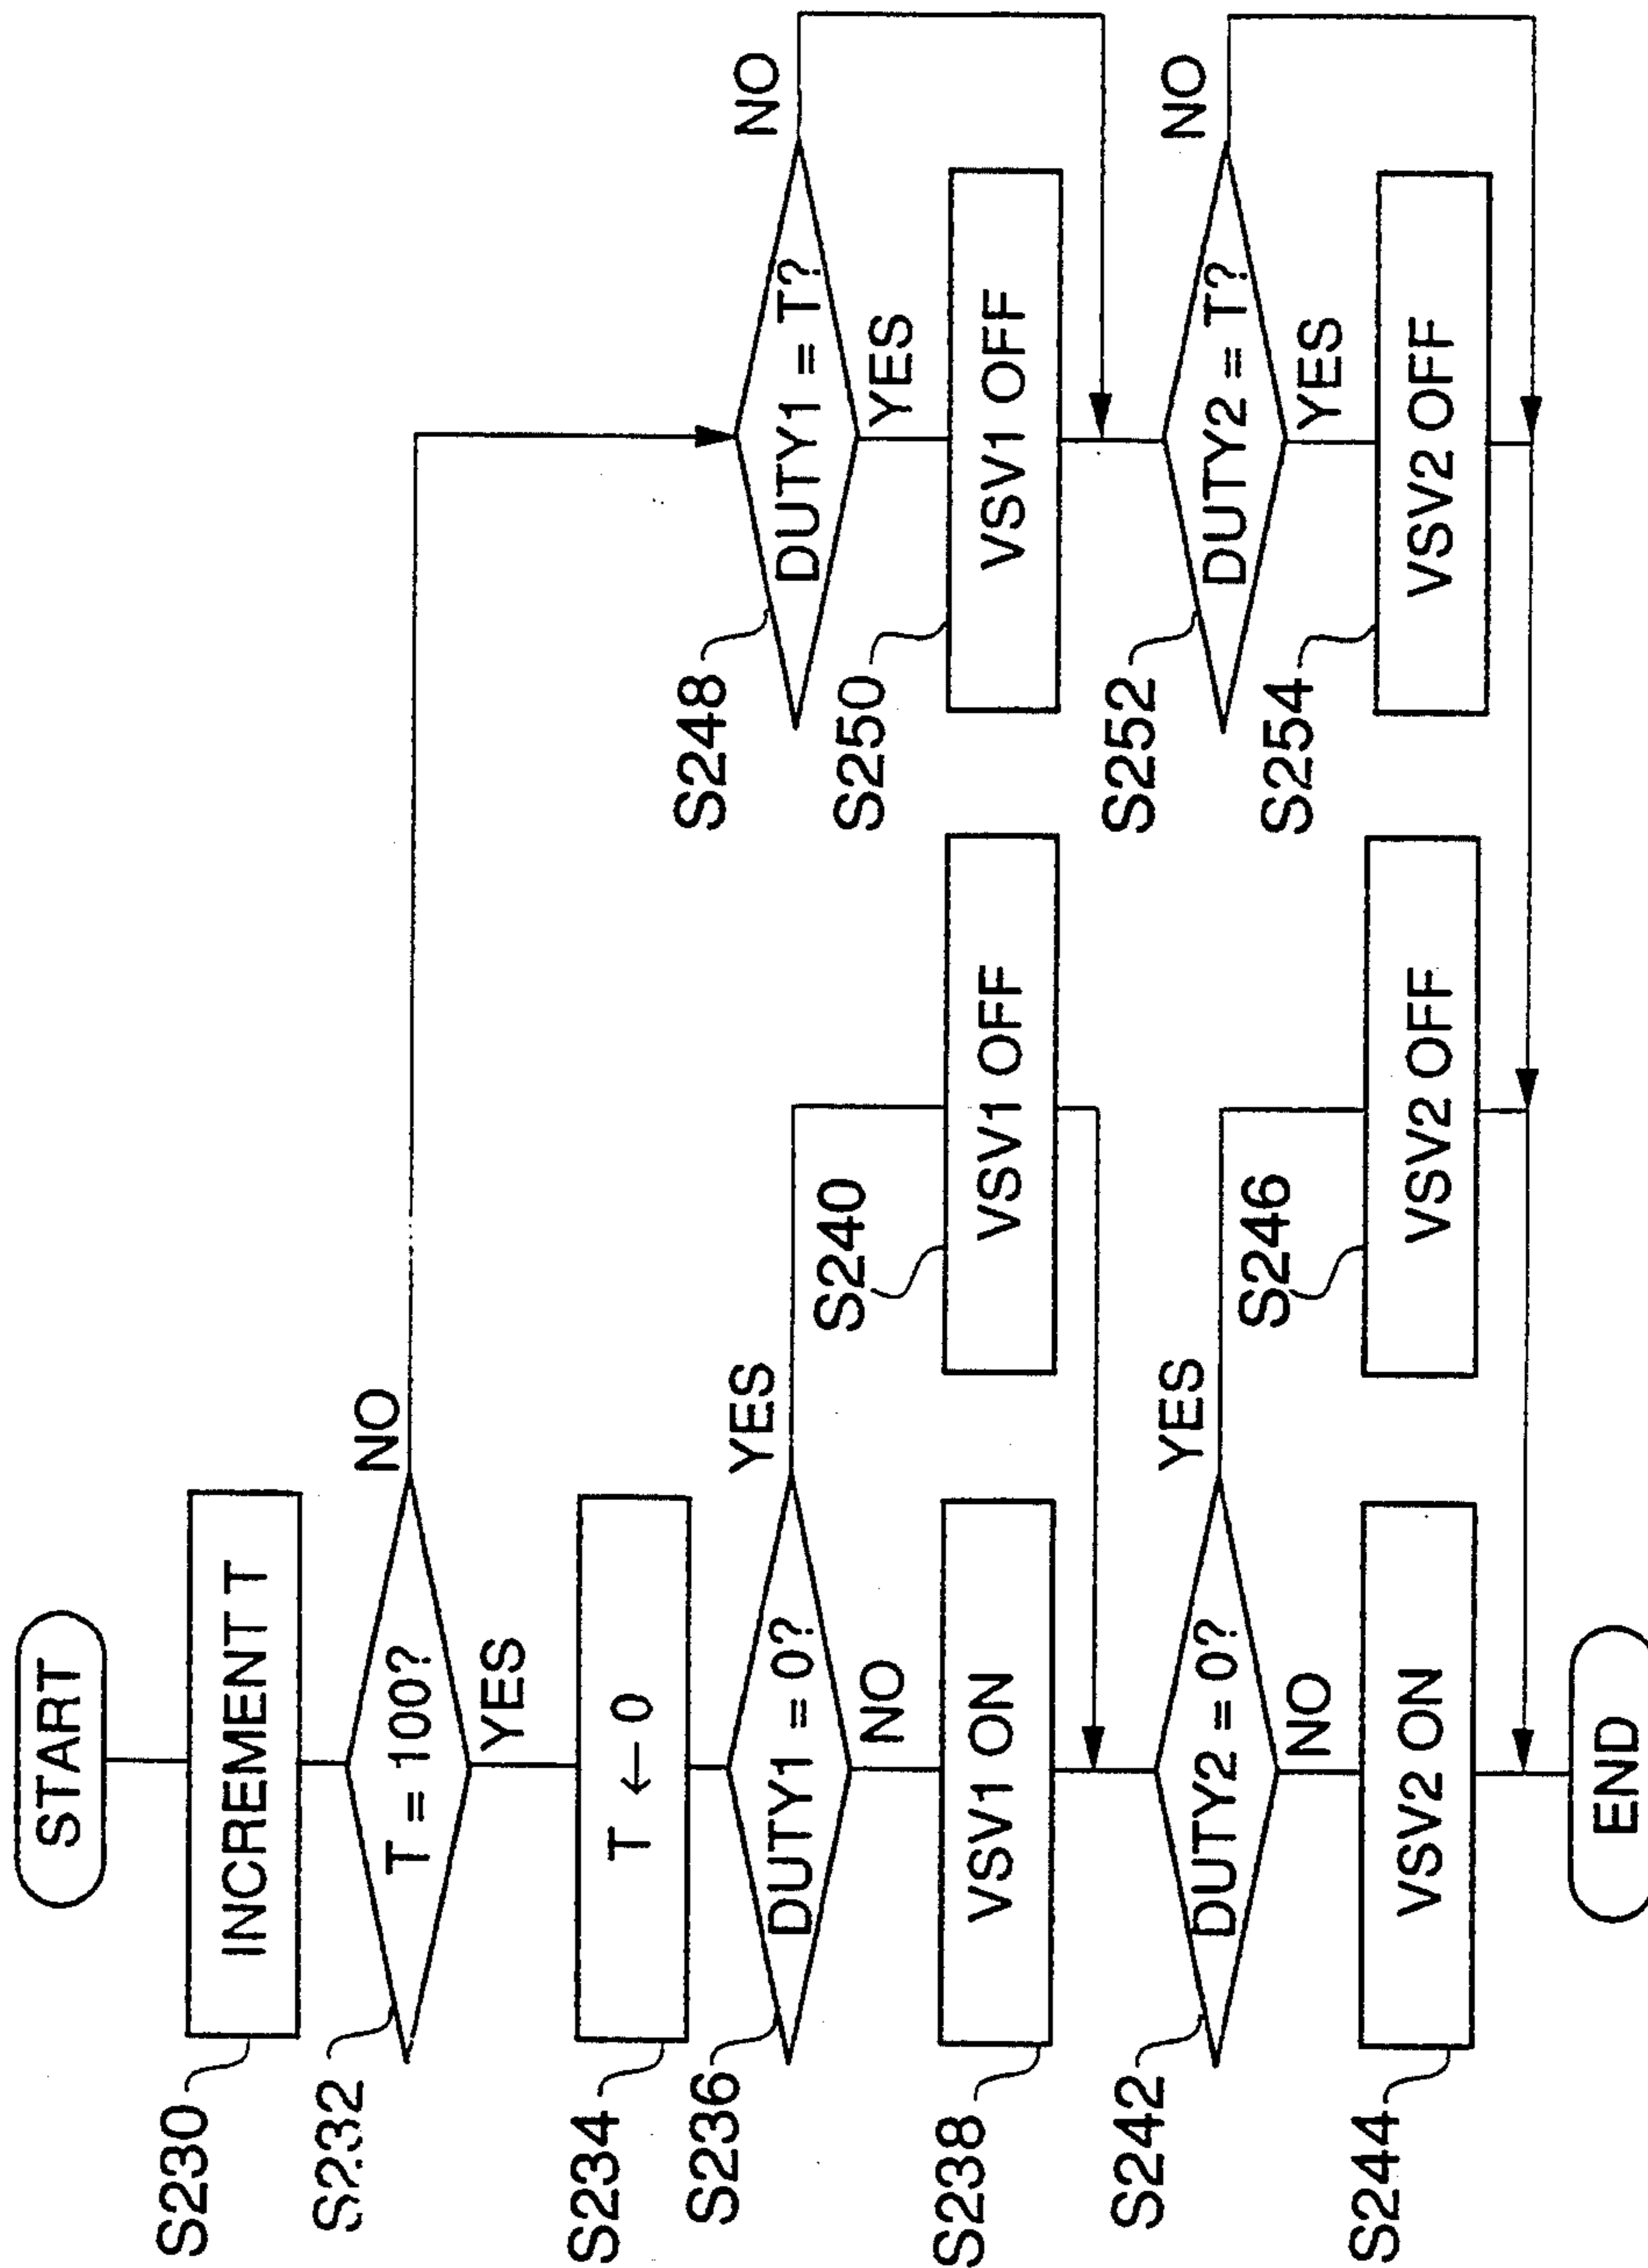 START
S230
INCREMENT T
S232
T = 100?
NO
YES
S234
T ← 0
S236
DUTY1 = 0?
YES
NO
S238
VSV1 ON
S240
VSV1 OFF
S242
DUTY2 = 0?
YES
NO
S244
VSV2 ON
S246
VSV2 OFF
S248
DUTY1 = T?
NO
YES
S250
VSV1 OFF
S252
DUTY2 = T?
NO
YES
S254
VSV2 OFF
END